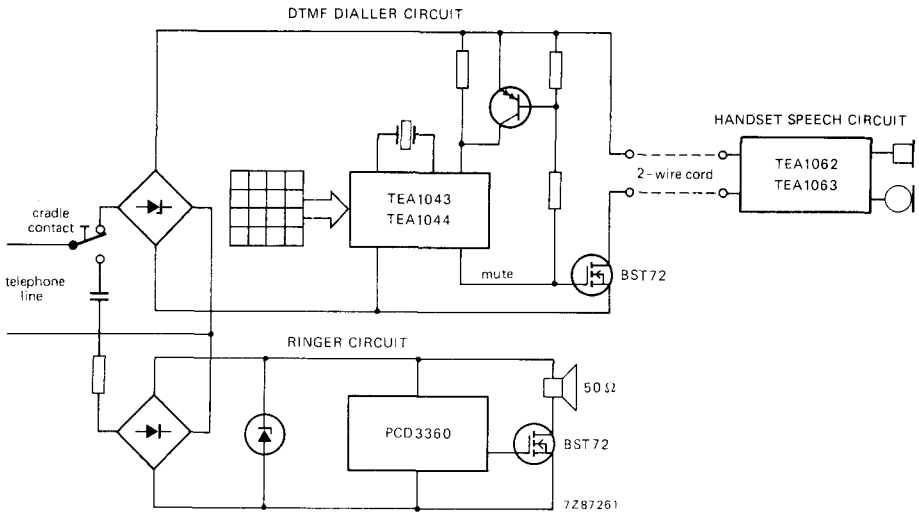 DTMF DIALLER CIRCUIT
HANDSET SPEECH CIRCUIT
TEA1062
TEA1063
2-wire cord
TEA1043
TEA1044
cradle
contact
mute
BST72
telephone
line
RINGER CIRCUIT
50 Ω
PCD3360
BST72
7Z87261